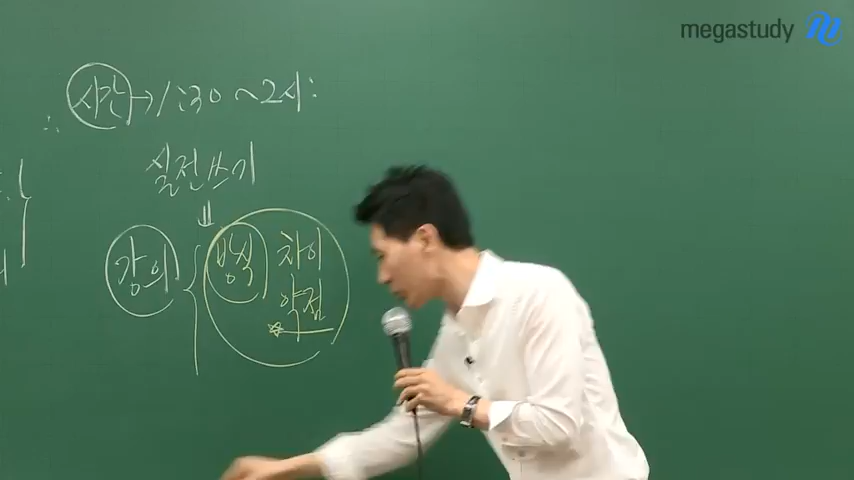 megastudy
∴ 시간 → 1:30 ~ 2시:
실전쓰기
⇓
강의 { 방식 차이
약점